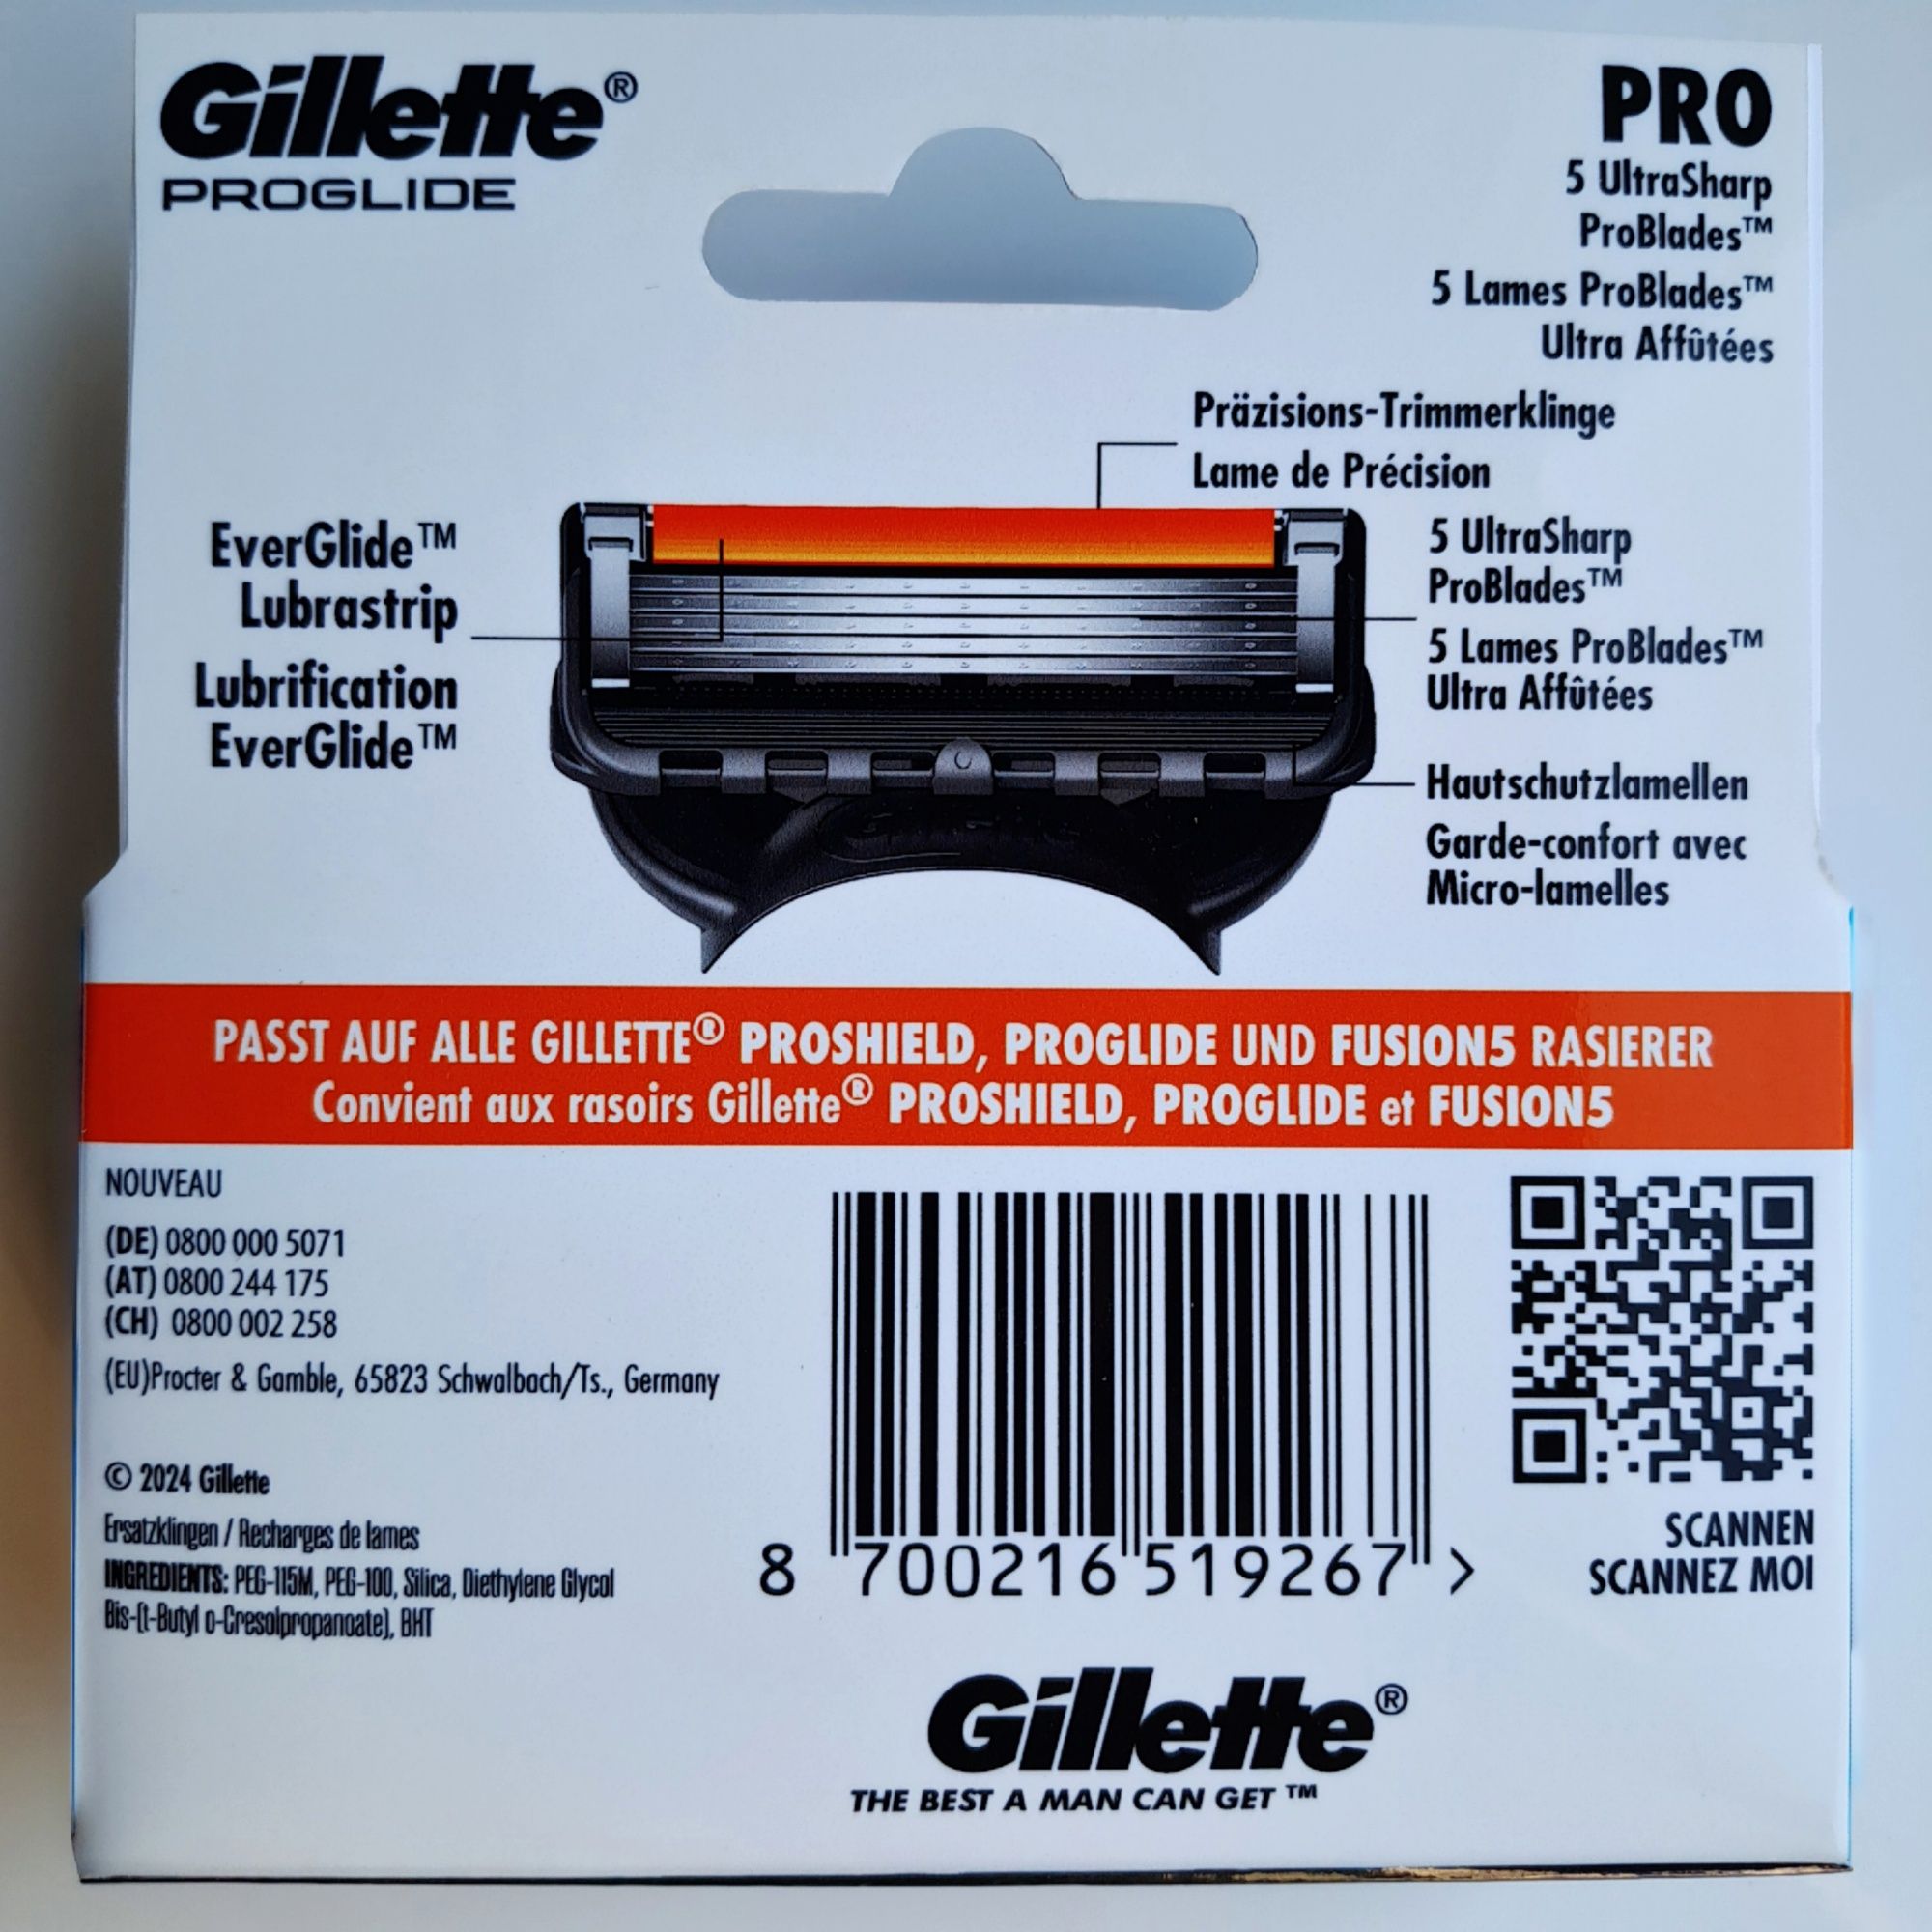 Gillette®
PROGLIDE
PRO
5 UltraSharp
ProBlades™
5 Lames ProBlades™
Ultra Affûtées
Präzisions-Trimmerklinge
Lame de Précision
EverGlide™
Lubrastrip
Lubrification
EverGlide™
5 UltraSharp
ProBlades™
5 Lames ProBlades™
Ultra Affûtées
Hautschutzlamellen
Garde-confort avec
Micro-lamelles
PASST AUF ALLE GILLETTE® PROSHIELD, PROGLIDE UND FUSION5 RASIERER
Convient aux rasoirs Gillette® PROSHIELD, PROGLIDE et FUSION5
NOUVEAU
(DE) 0800 000 5071
(AT) 0800 244 175
(CH) 0800 002 258
(EU)Procter & Gamble, 65823 Schwalbach/Ts., Germany
© 2024 Gillette
Ersatzklingen / Recharges de lames
INGREDIENTS: PEG-115M, PEG-100, Silica, Diethylene Glycol
Bis-(t-Butyl o-Cresolpropanoate), BHT
8 700216 519267 >
SCANNEN
SCANNEZ MOI
Gillette®
THE BEST A MAN CAN GET ™